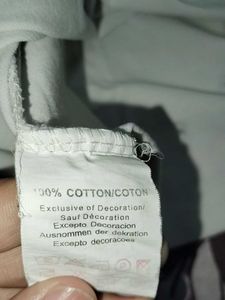 100% COTTON/COTON
Exclusive of Decoration/
Sauf Décoration
Excepto Decoracion
Ausnommen der dekration
Excepto decoracoes